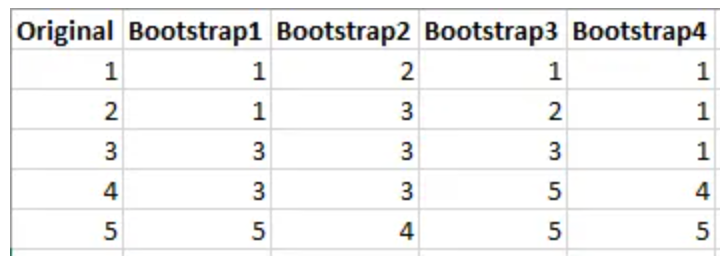 Original Bootstrap1 Bootstrap2 Bootstrap3 Bootstrap4
1 1 2 1 1
2 1 3 2 1
3 3 3 3 1
4 3 3 5 4
5 5 4 5 5